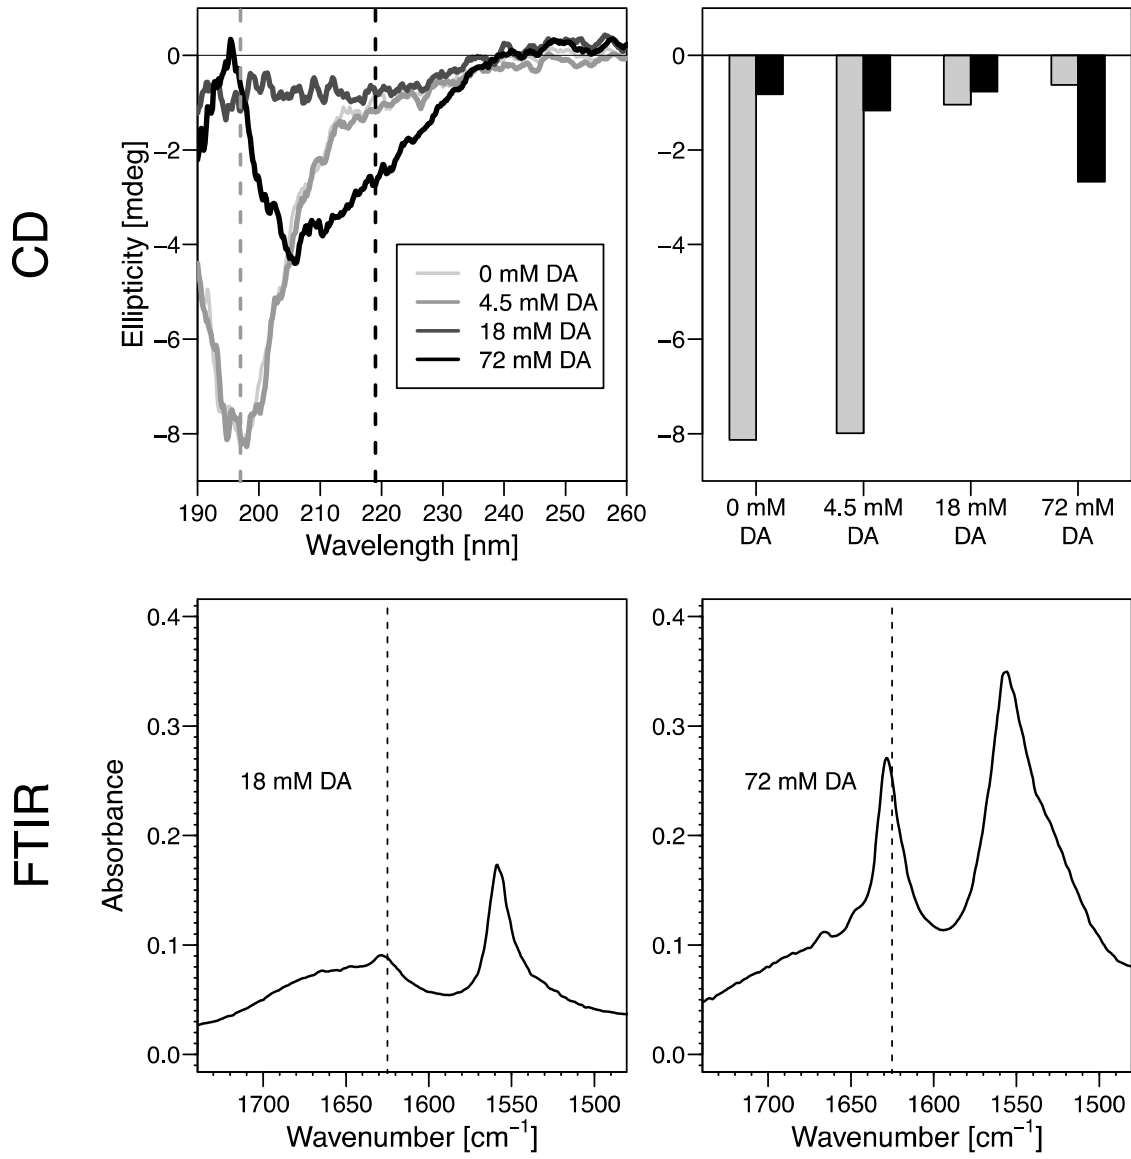 CD
Ellipticity [mdeg]
0
−2
−4
−6
−8
0 mM DA
4.5 mM DA
18 mM DA
72 mM DA
190 200 210 220 230 240 250 260
Wavelength [nm]
0
−2
−4
−6
−8
0 mM DA
4.5 mM DA
18 mM DA
72 mM DA
FTIR
Absorbance
0.4
0.3
0.2
0.1
0.0
18 mM DA
1700 1650 1600 1550 1500
Wavenumber [cm−1]
0.4
0.3
0.2
0.1
0.0
72 mM DA
1700 1650 1600 1550 1500
Wavenumber [cm−1]